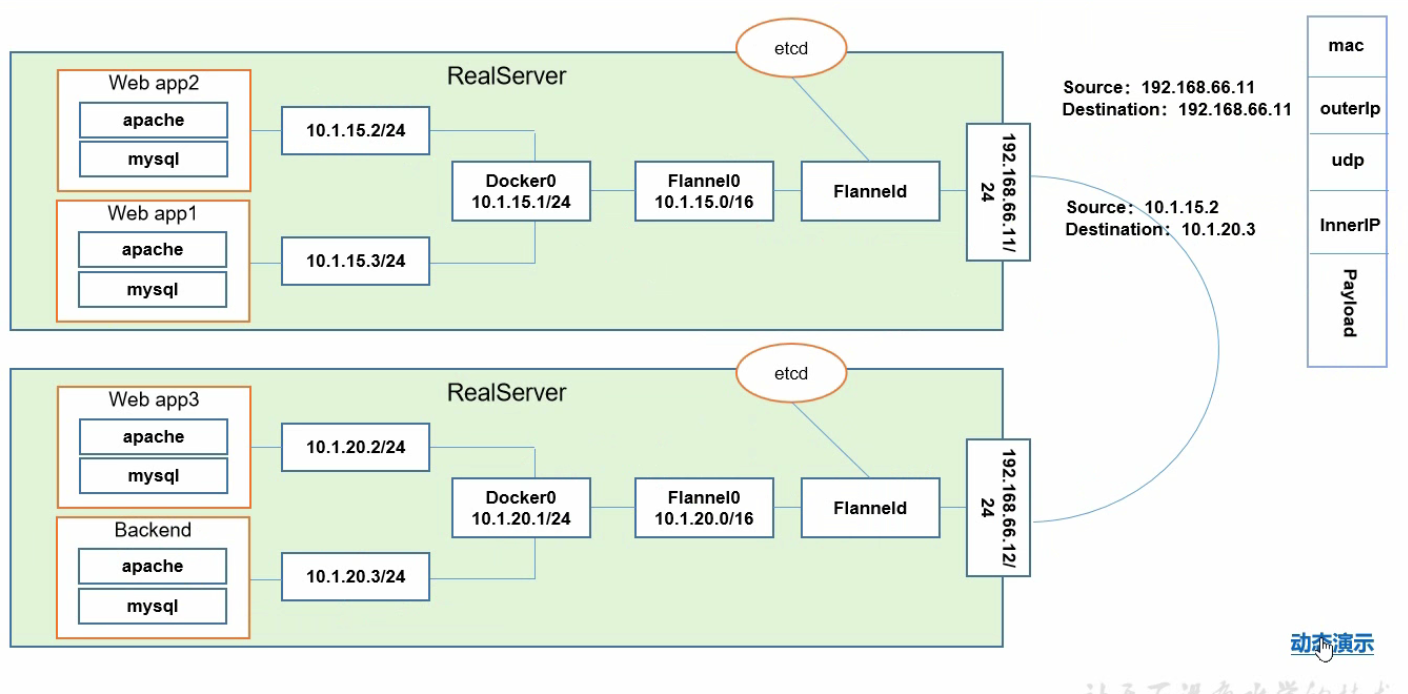 etcd
RealServer
Web app2
apache
mysql
10.1.15.2/24
Web app1
apache
mysql
10.1.15.3/24
Docker0
10.1.15.1/24
Flannel0
10.1.15.0/16
Flanneld
192.168.66.11/
24
Source：192.168.66.11
Destination：192.168.66.11
Source：10.1.15.2
Destination：10.1.20.3
mac
outerIp
udp
InnerIP
Payload
etcd
RealServer
Web app3
apache
mysql
10.1.20.2/24
Backend
apache
mysql
10.1.20.3/24
Docker0
10.1.20.1/24
Flannel0
10.1.20.0/16
Flanneld
192.168.66.12/
24
动态演示